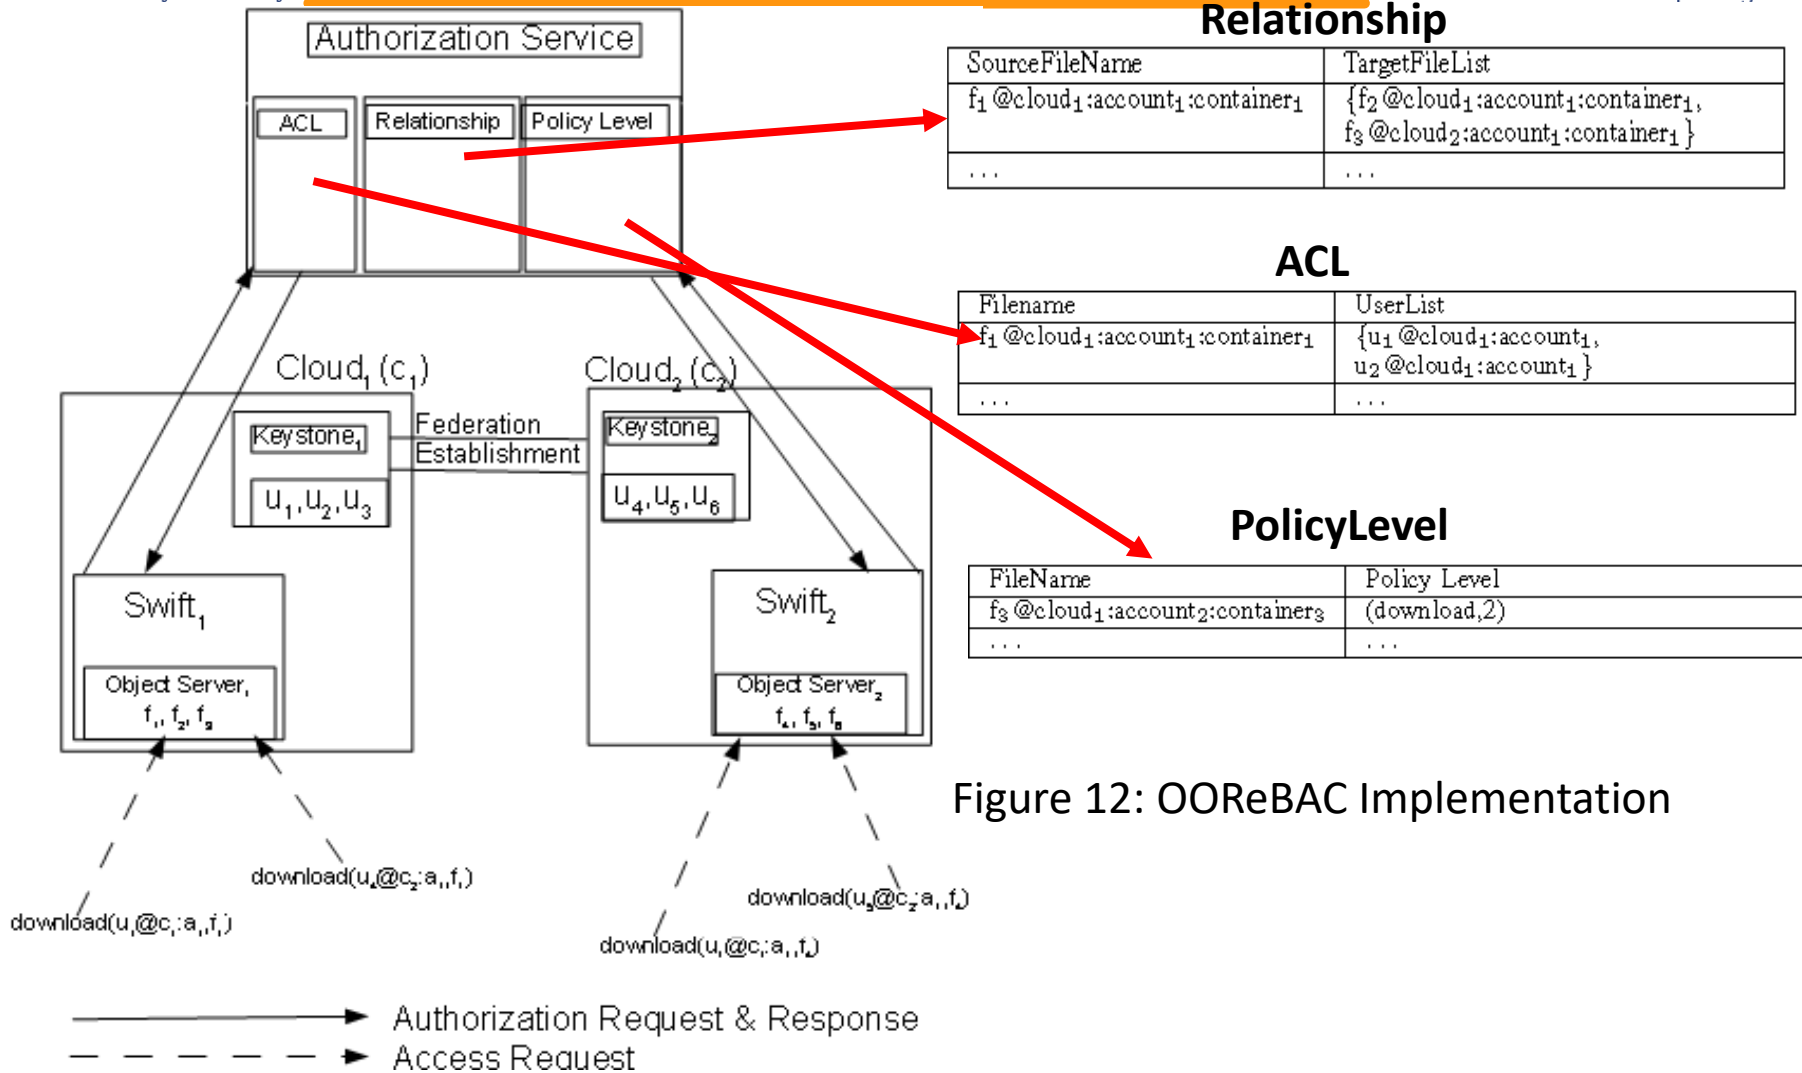 Authorization Service
ACL
Relationship
Policy Level
Relationship
SourceFileName TargetFileList
f₁@cloud₁:account₁:container₁ {f₂@cloud₁:account₁:container₁,
f₃@cloud₂:account₁:container₁}
... ...
ACL
Filename UserList
f₁@cloud₁:account₁:container₁ {u₁@cloud₁:account₁,
u₂@cloud₁:account₁}
... ...
PolicyLevel
FileName Policy Level
f₃@cloud₁:account₂:container₃ (download,2)
... ...
Cloud₁ (c₁)
Keystone₁
u₁,u₂,u₃
Federation
Establishment
Cloud₂ (c₂)
Keystone₂
u₄,u₅,u₆
Swift₁
Object Server₁
f₁, f₂, f₃
Swift₂
Object Server₂
f₄, f₅, f₆
download(u₄@c₂:a₁,f₁)
download(u₁@c₁:a₁,f₁)
download(u₅@c₂:a₁,f₄)
download(u₁@c₁:a₁,f₄)
Figure 12: OOReBAC Implementation
Authorization Request & Response
Access Request